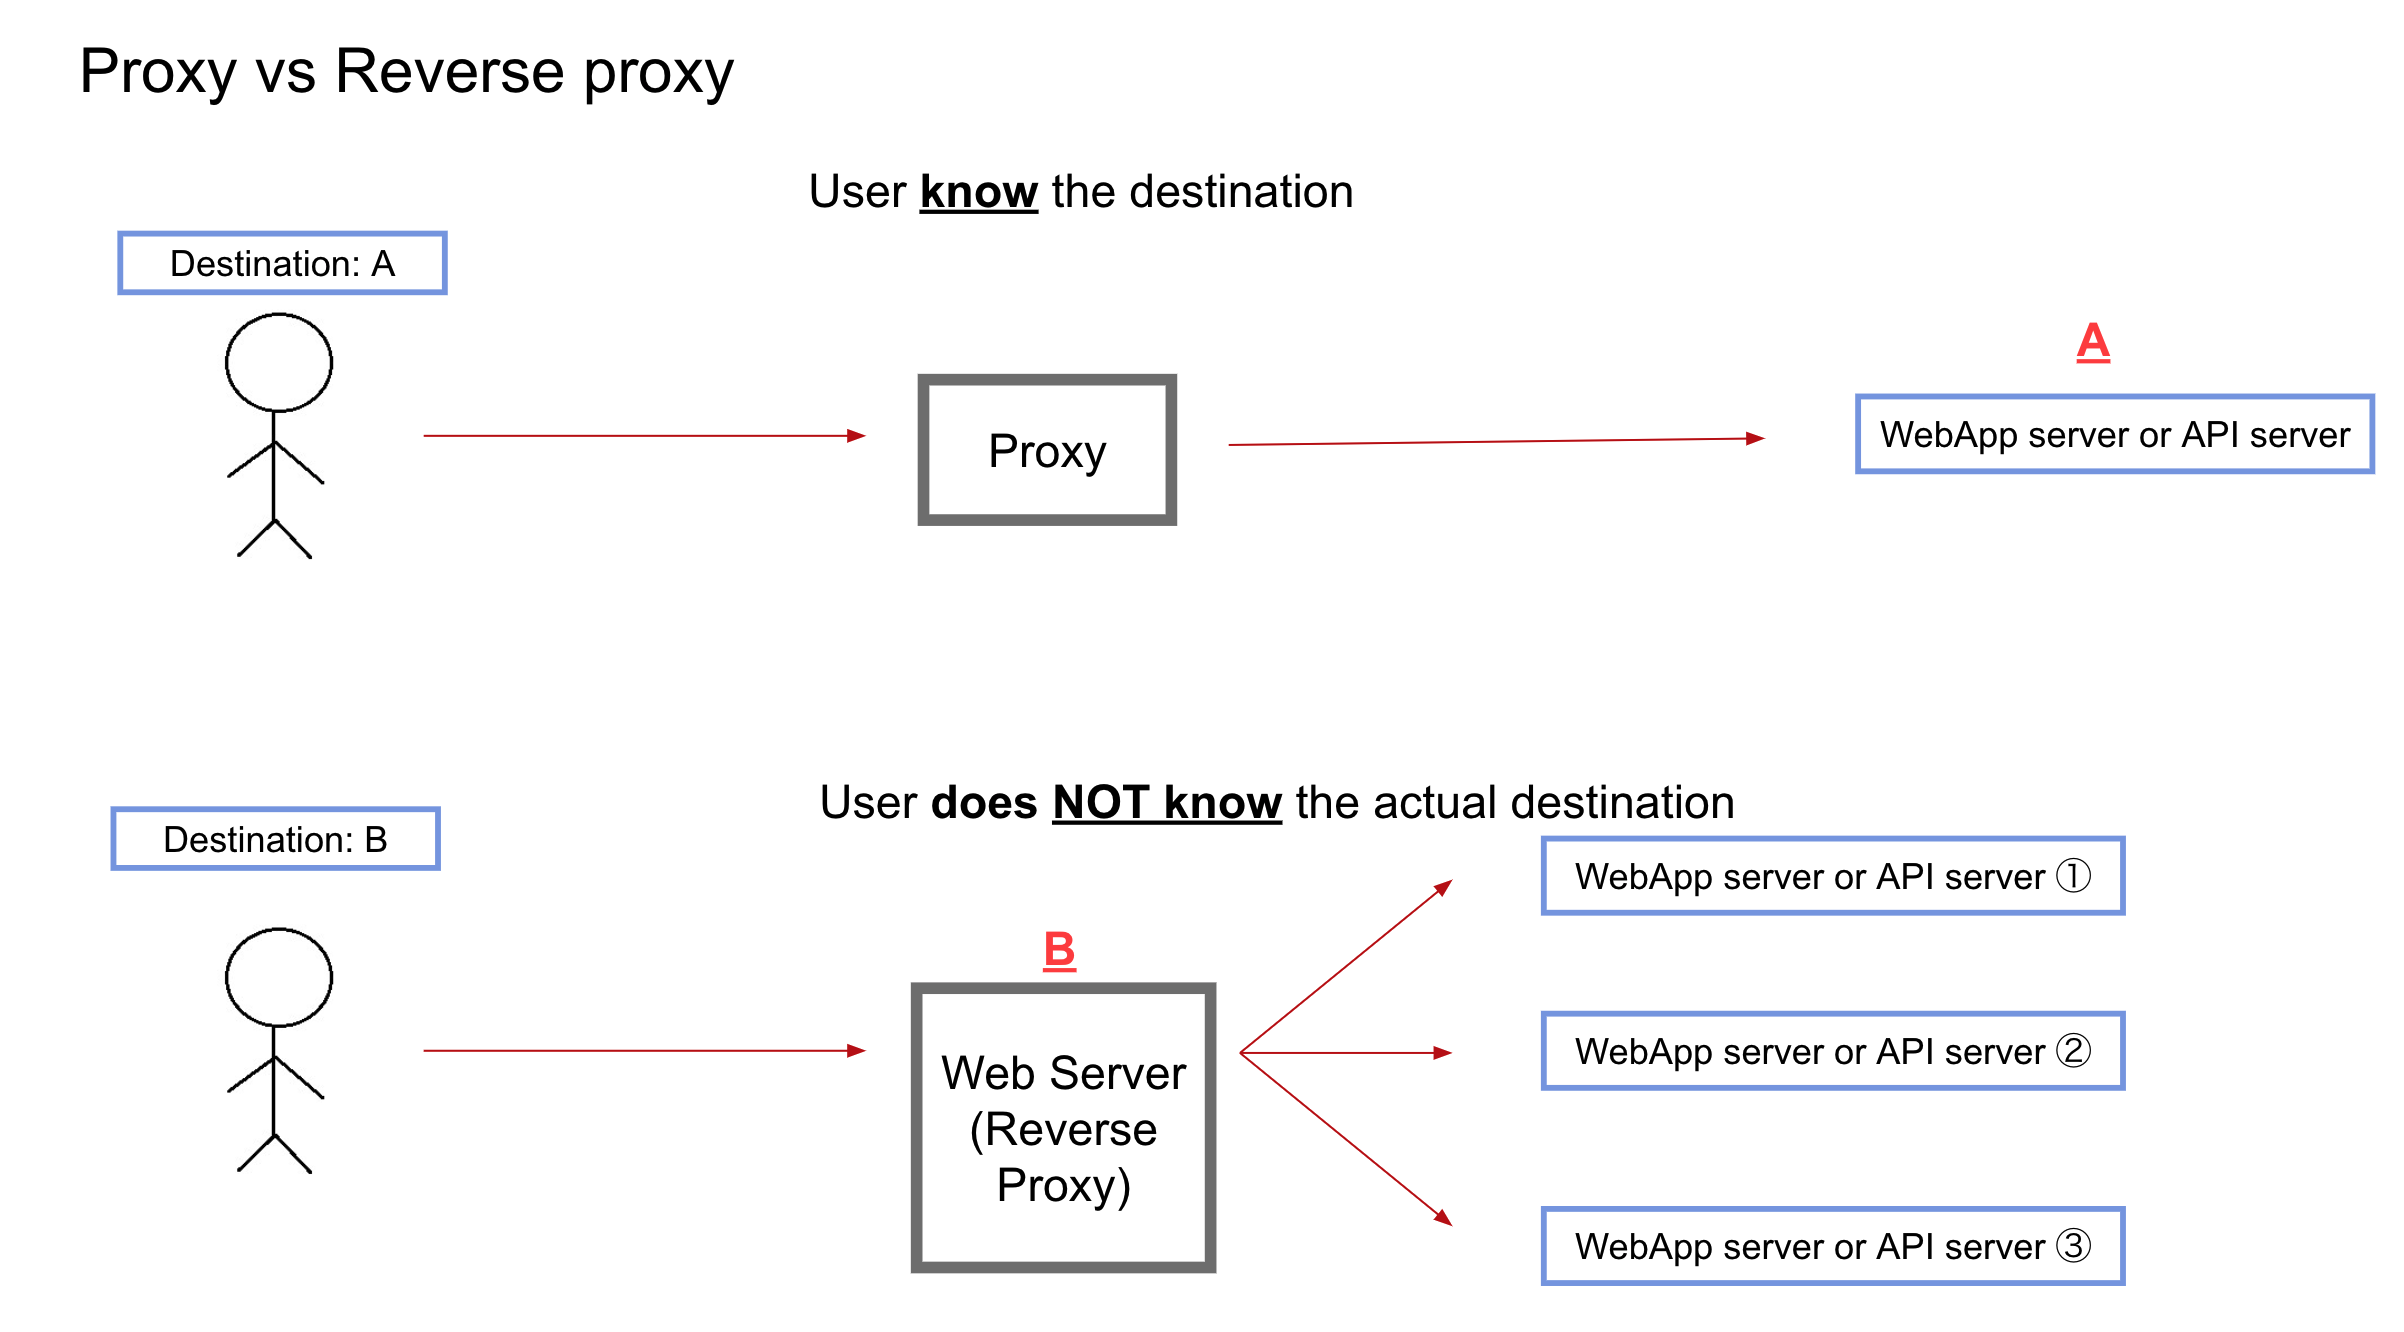 Proxy vs Reverse proxy
User know the destination
Destination: A
A
Proxy
WebApp server or API server
User does NOT know the actual destination
Destination: B
WebApp server or API server ①
B
Web Server
(Reverse
Proxy)
WebApp server or API server ②
WebApp server or API server ③